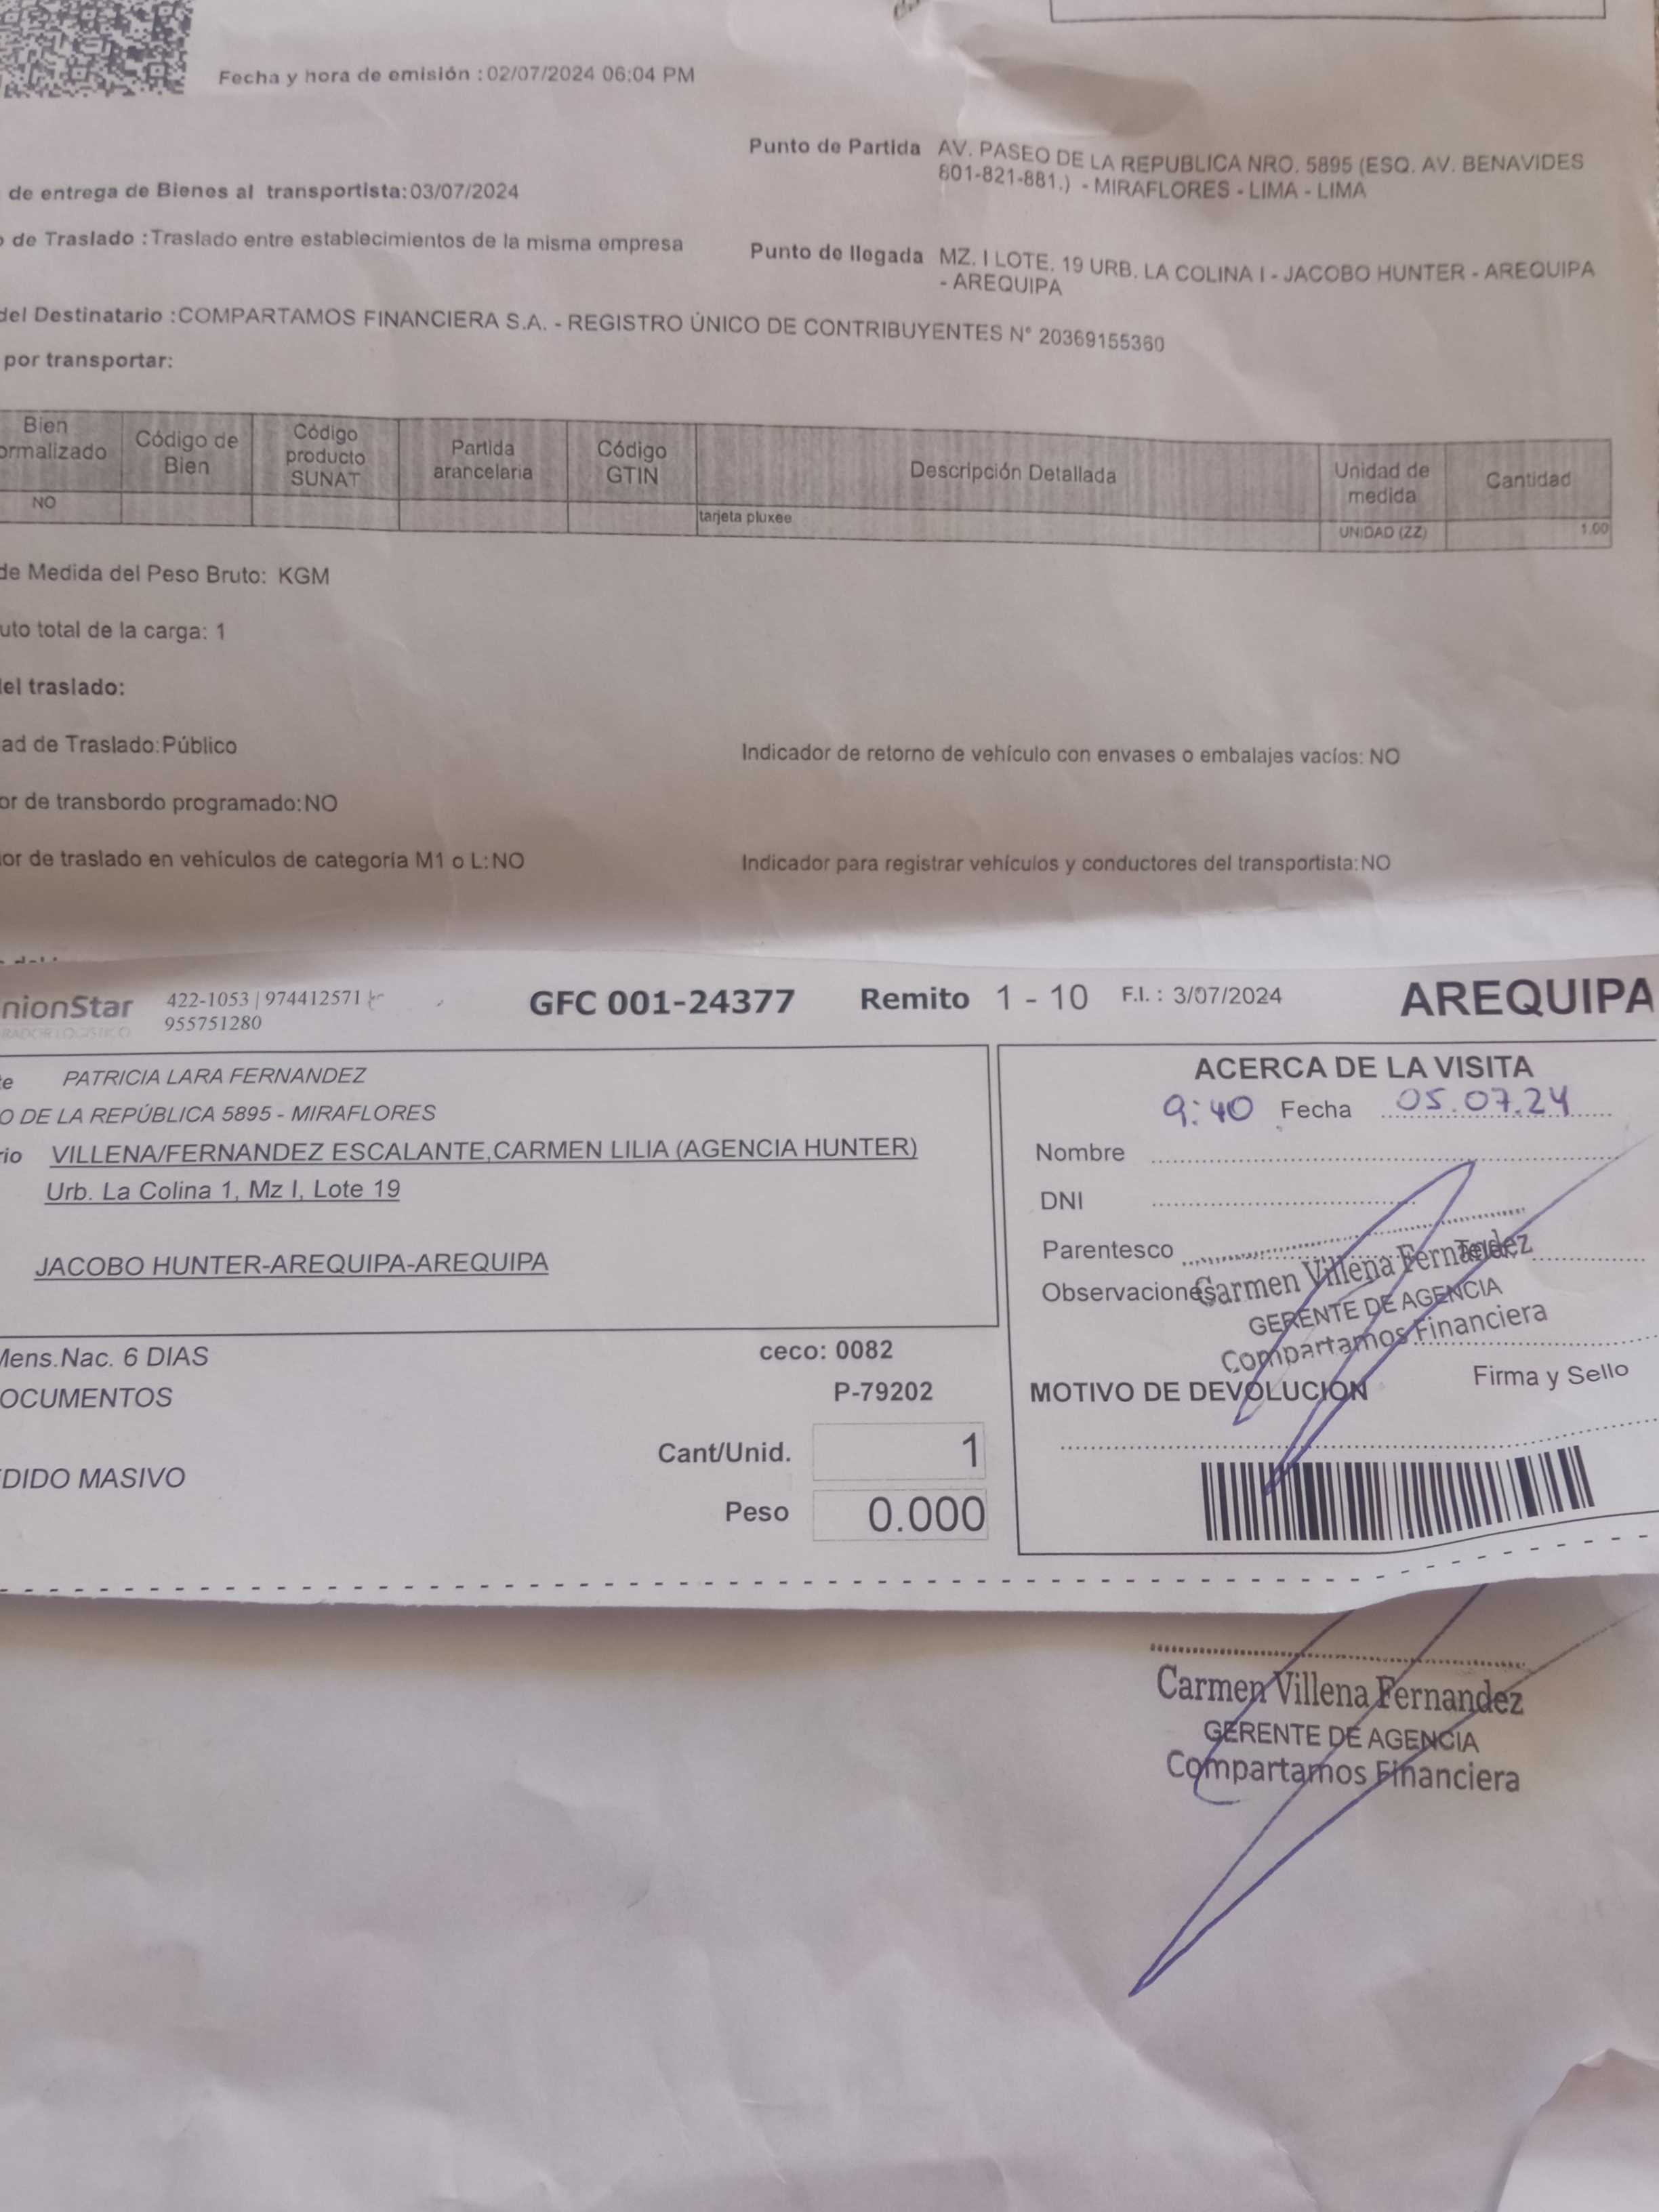 Fecha y hora de emisión : 02/07/2024 06:04 PM
Punto de Partida AV. PASEO DE LA REPUBLICA NRO. 5895 (ESQ. AV. BENAVIDES
801-821-881.) - MIRAFLORES - LIMA - LIMA
de entrega de Bienes al transportista: 03/07/2024
de Traslado : Traslado entre establecimientos de la misma empresa
Punto de llegada MZ. I LOTE. 19 URB. LA COLINA I - JACOBO HUNTER - AREQUIPA
- AREQUIPA
del Destinatario : COMPARTAMOS FINANCIERA S.A. - REGISTRO ÚNICO DE CONTRIBUYENTES N° 20369155360
por transportar:
Bien
ormalizado
Código de
Bien
Código
producto
SUNAT
Partida
arancelaria
Código
GTIN
Descripción Detallada
Unidad de
medida
Cantidad
NO
tarjeta pluxee
UNIDAD (ZZ)
1.00
de Medida del Peso Bruto: KGM
uto total de la carga: 1
el traslado:
ad de Traslado: Público
Indicador de retorno de vehículo con envases o embalajes vacíos: NO
or de transbordo programado: NO
or de traslado en vehículos de categoría M1 o L: NO
Indicador para registrar vehículos y conductores del transportista: NO
nionStar
422-1053 | 974412571
955751280
GFC 001-24377
Remito 1 - 10
F.I. : 3/07/2024
AREQUIPA
PATRICIA LARA FERNANDEZ
O DE LA REPÚBLICA 5895 - MIRAFLORES
rio VILLENA/FERNANDEZ ESCALANTE,CARMEN LILIA (AGENCIA HUNTER)
Urb. La Colina 1, Mz I, Lote 19
JACOBO HUNTER-AREQUIPA-AREQUIPA
Mens.Nac. 6 DIAS
ceco: 0082
OCUMENTOS
P-79202
Cant/Unid. 1
DIDO MASIVO
Peso 0.000
ACERCA DE LA VISITA
9:40 Fecha 05.07.24
Nombre
DNI
Parentesco
Observaciones
Carmen Villena Fernandez
GERENTE DE AGENCIA
Compartamos Financiera
Firma y Sello
MOTIVO DE DEVOLUCIÓN
Carmen Villena Fernandez
GERENTE DE AGENCIA
Compartamos Financiera